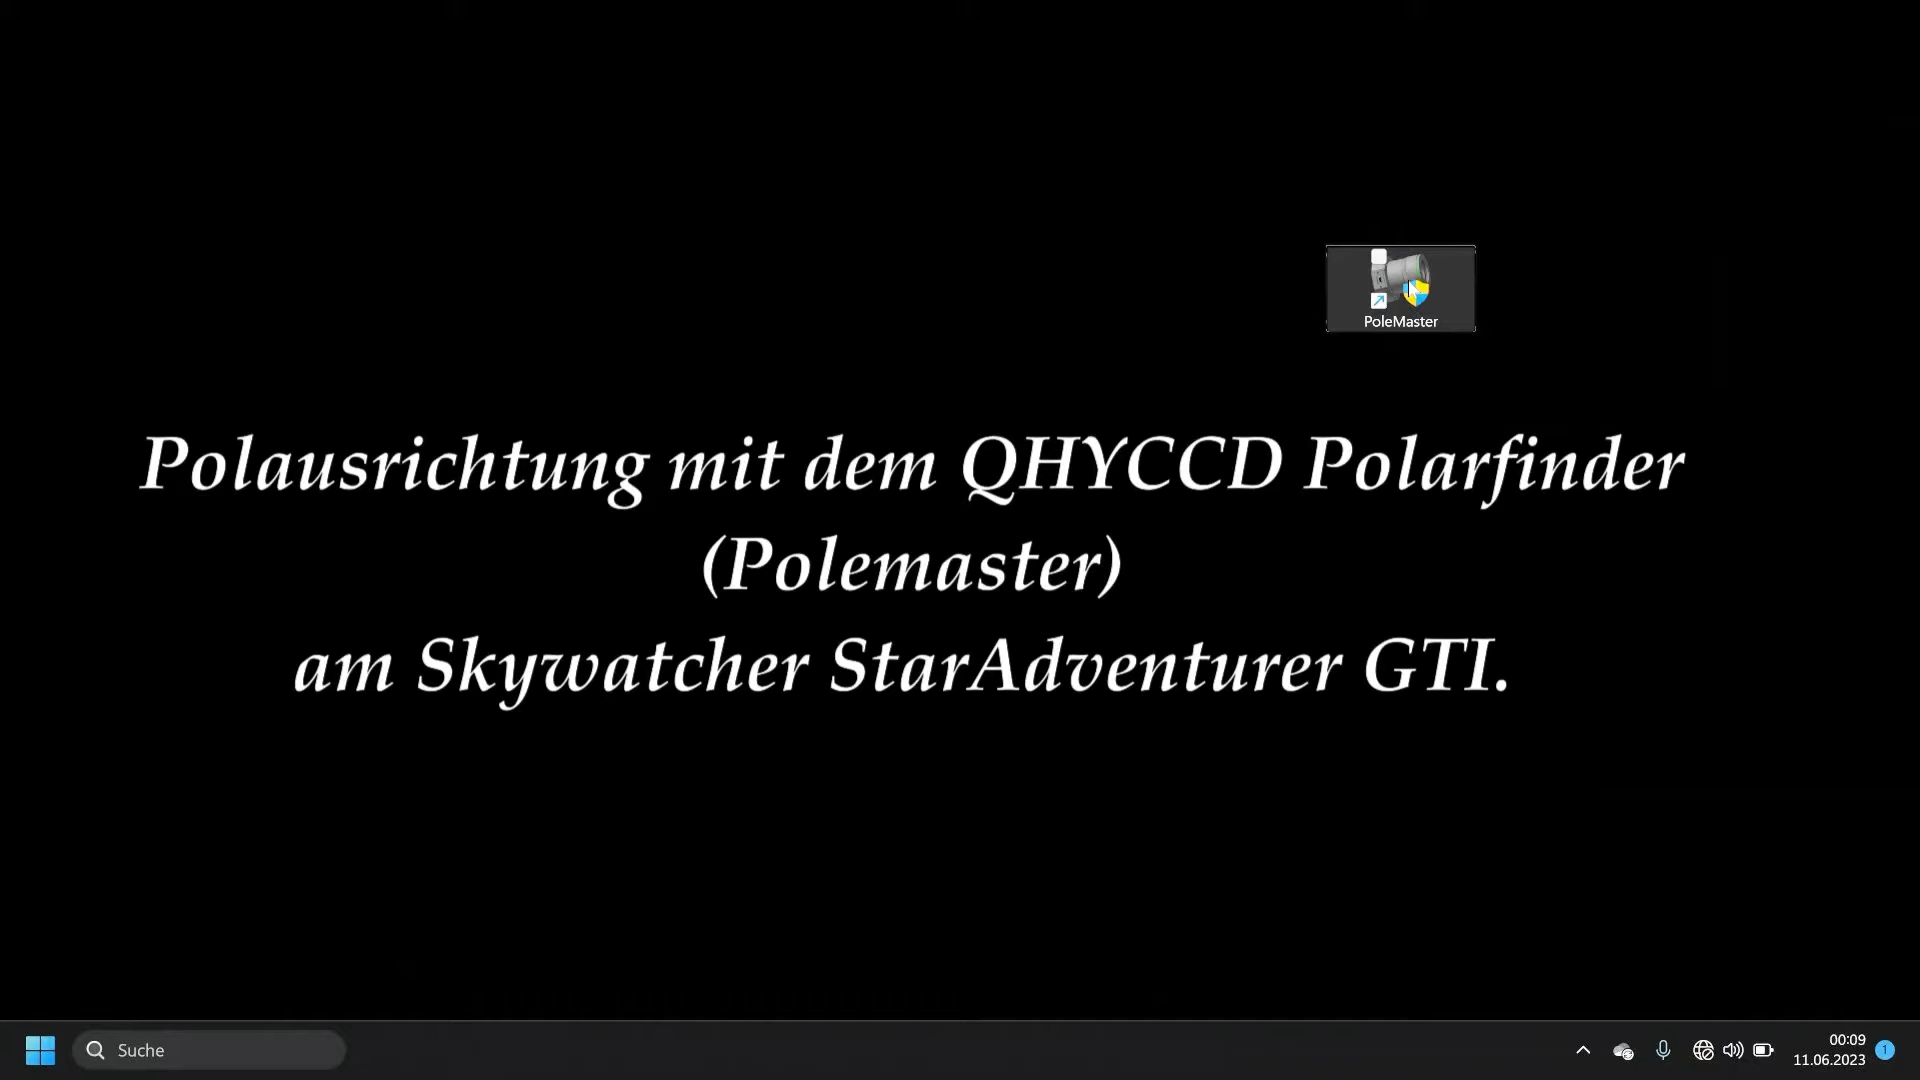 PoleMaster
Polausrichtung mit dem QHYCCD Polarfinder
(Polemaster)
am Skywatcher StarAdventurer GTI.
Suche
00:09
11.06.2023
1